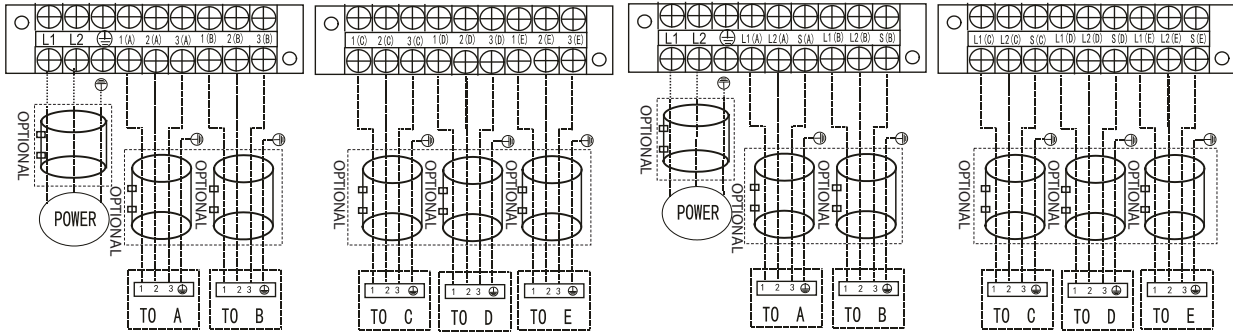 L1 L2 1(A) 2(A) 3(A) 1(B) 2(B) 3(B)
OPTIONAL
OPTIONAL
OPTIONAL
POWER
1 2 3
TO A
1 2 3
TO B
1(C) 2(C) 3(C) 1(D) 2(D) 3(D) 1(E) 2(E) 3(E)
OPTIONAL
OPTIONAL
OPTIONAL
1 2 3
TO C
1 2 3
TO D
1 2 3
TO E
L1 L2 L1(A) L2(A) S(A) L1(B) L2(B) S(B)
OPTIONAL
OPTIONAL
OPTIONAL
POWER
1 2 3
TO A
1 2 3
TO B
L1(C) L2(C) S(C) L1(D) L2(D) S(D) L1(E) L2(E) S(E)
OPTIONAL
OPTIONAL
OPTIONAL
1 2 3
TO C
1 2 3
TO D
1 2 3
TO E